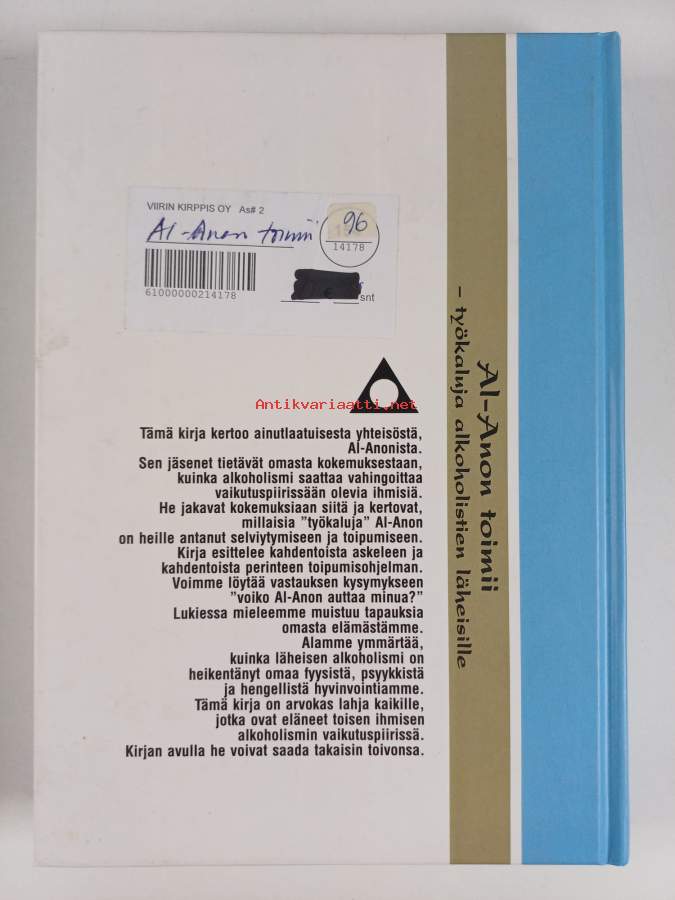 VIIRIN KIRPPIS OY As# 2
Al-Anon toimii
96
14178
61000000214178
snt
Antikvariaatti.net
Tämä kirja kertoo ainutlaatuisesta yhteisöstä,
Al-Anonista.
Sen jäsenet tietävät omasta kokemuksestaan,
kuinka alkoholismi saattaa vahingoittaa
vaikutuspiirissään olevia ihmisiä.
He jakavat kokemuksiaan siitä ja kertovat,
millaisia ”työkaluja” Al-Anon
on heille antanut selviytymiseen ja toipumiseen.
Kirja esittelee kahdentoista askeleen ja
kahdentoista perinteen toipumisohjelman.
Voimme löytää vastauksen kysymykseen
”voiko Al-Anon auttaa minua?”
Lukiessa mieleemme muistuu tapauksia
omasta elämästämme.
Alamme ymmärtää,
kuinka läheisen alkoholismi on
heikentänyt omaa fyysistä, psyykkistä
ja hengellistä hyvinvointiamme.
Tämä kirja on arvokas lahja kaikille,
jotka ovat eläneet toisen ihmisen
alkoholismin vaikutuspiirissä.
Kirjan avulla he voivat saada takaisin toivonsa.
Al-Anon toimii
– työkaluja alkoholistien läheisille